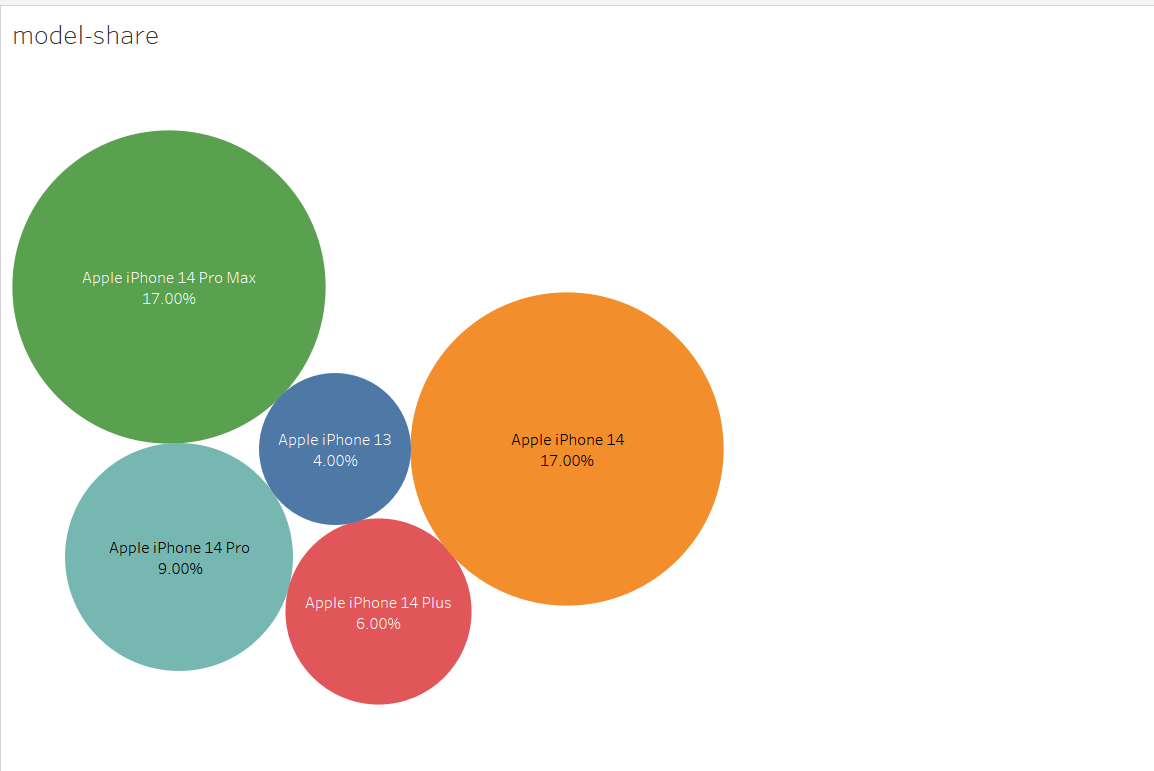 model-share
Apple iPhone 14 Pro Max
17.00%
Apple iPhone 13
4.00%
Apple iPhone 14
17.00%
Apple iPhone 14 Pro
9.00%
Apple iPhone 14 Plus
6.00%